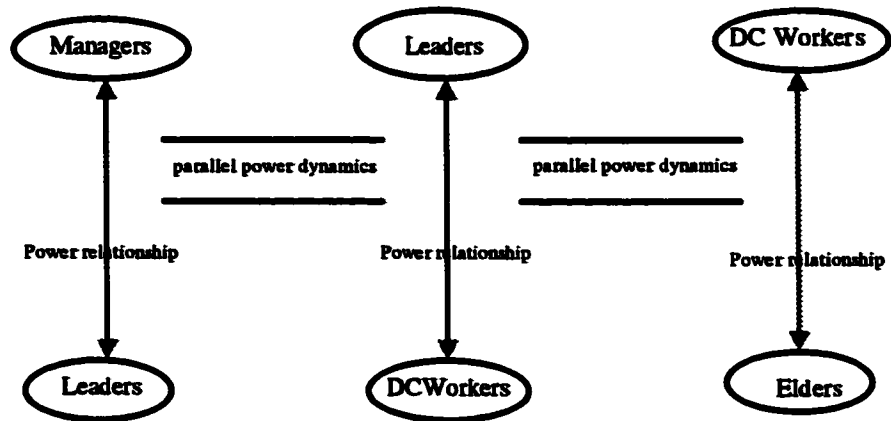 Managers
Leaders
DC Workers
parallel power dynamics
parallel power dynamics
Power relationship
Power relationship
Power relationship
Leaders
DCWorkers
Elders